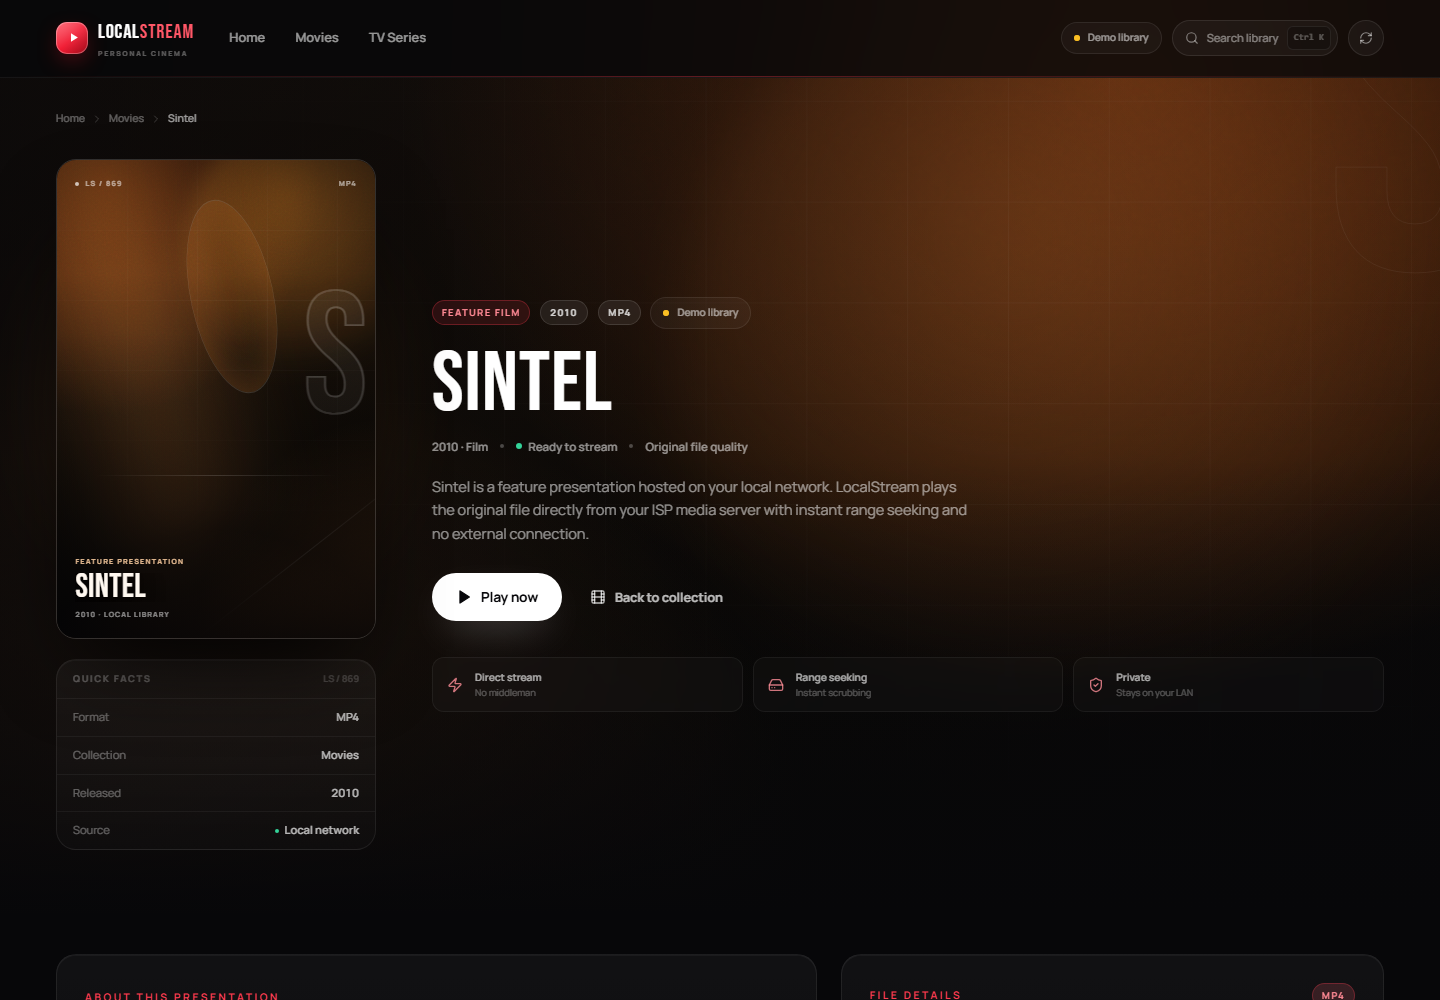 LOCALSTREAM
PERSONAL CINEMA
Home
Movies
TV Series
Demo library
Search library
Ctrl K
Home > Movies > Sintel
LS / 869
MP4
S
FEATURE PRESENTATION
SINTEL
2010 · LOCAL LIBRARY
FEATURE FILM
2010
MP4
Demo library
SINTEL
2010 · Film • Ready to stream • Original file quality
Sintel is a feature presentation hosted on your local network. LocalStream plays
the original file directly from your ISP media server with instant range seeking and
no external connection.
Play now
Back to collection
Direct stream
No middleman
Range seeking
Instant scrubbing
Private
Stays on your LAN
QUICK FACTS
LS / 869
Format
MP4
Collection
Movies
Released
2010
Source
Local network
ABOUT THIS PRESENTATION
FILE DETAILS
MP4